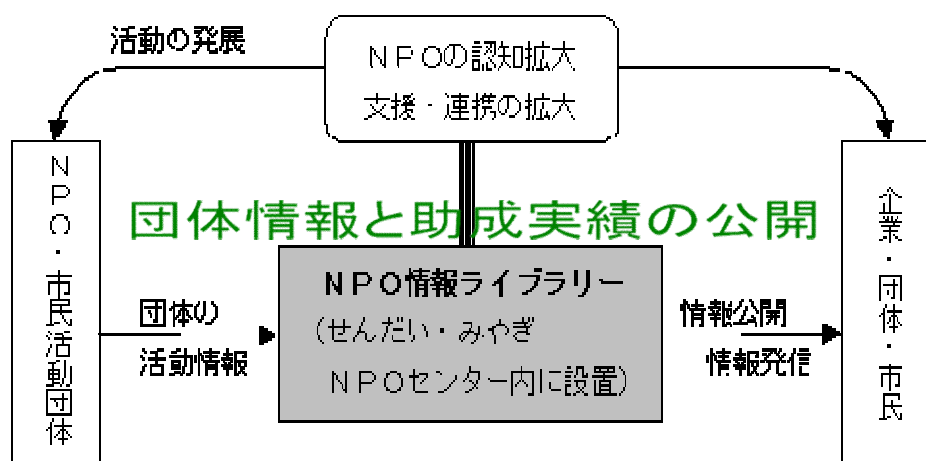 活動の発展
NPOの認知拡大
支援・連携の拡大
NPO・市民活動団体
団体情報と助成実績の公開
企業・団体・市民
NPO情報ライブラリー
(せんだい・みやぎ
NPOセンター内に設置)
団体の
活動情報
情報公開
情報発信